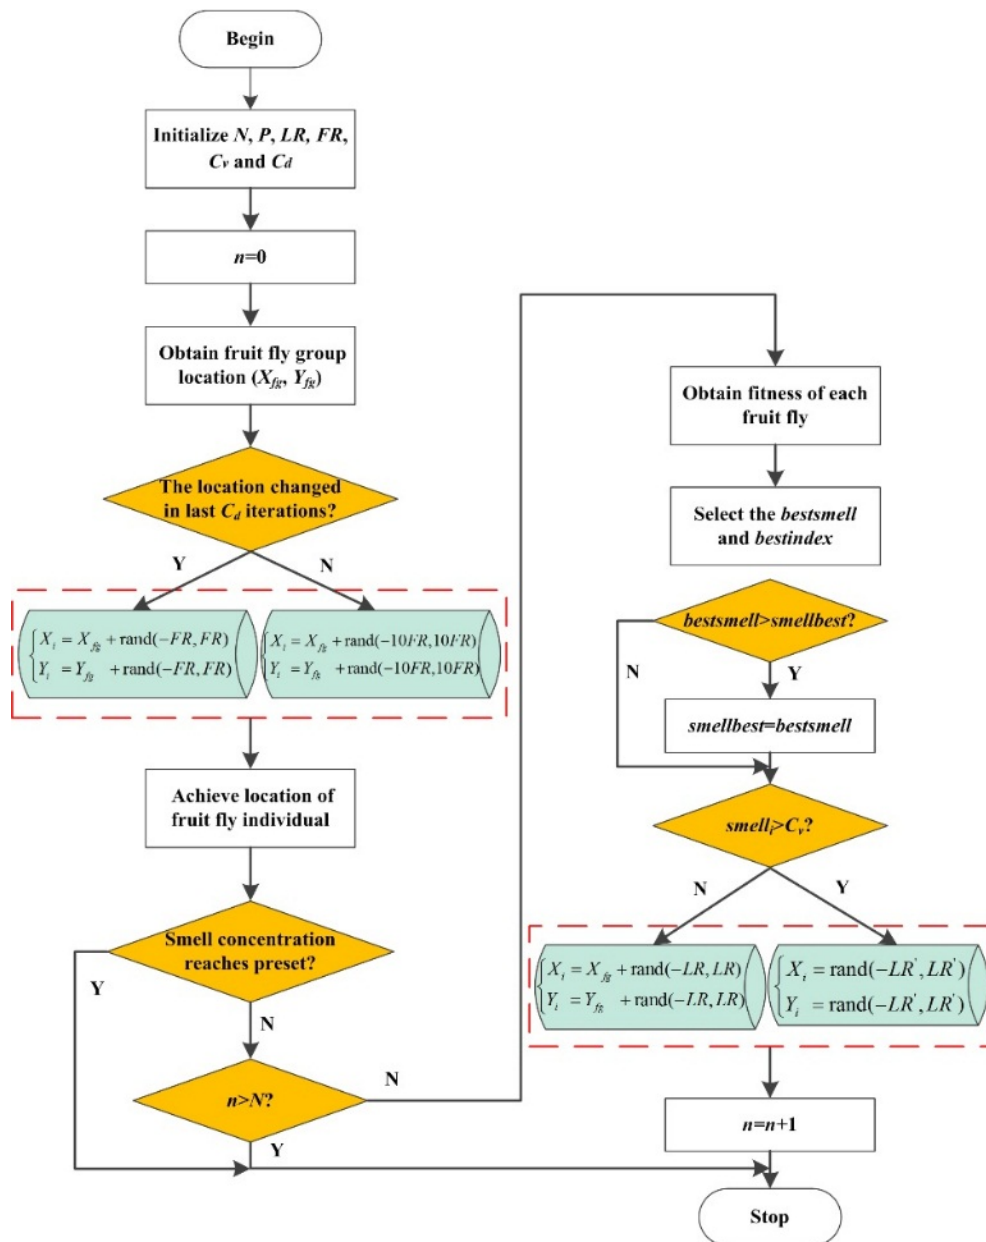 Begin
Initialize N, P, LR, FR,
Cv and Cd
n=0
Obtain fruit fly group
location (Xfg, Yfg)
The location changed
in last Cd iterations?
Y
N
{Xi = Xfg + rand(-FR, FR)
Yi = Yfg + rand(-FR, FR)
{Xi = Xfg + rand(-10FR,10FR)
Yi = Yfg + rand(-10FR,10FR)
Achieve location of
fruit fly individual
Smell concentration
reaches preset?
Y
N
n>N?
N
Y
Obtain fitness of each
fruit fly
Select the bestsmell
and bestindex
bestsmell>smellbest?
N
Y
smellbest=bestsmell
smelli>Cv?
N
Y
{Xi = Xfg + rand(-LR, LR)
Yi = Yfg + rand(-LR, LR)
{Xi = rand(-LR', LR')
Yi = rand(-LR', LR')
n=n+1
Stop